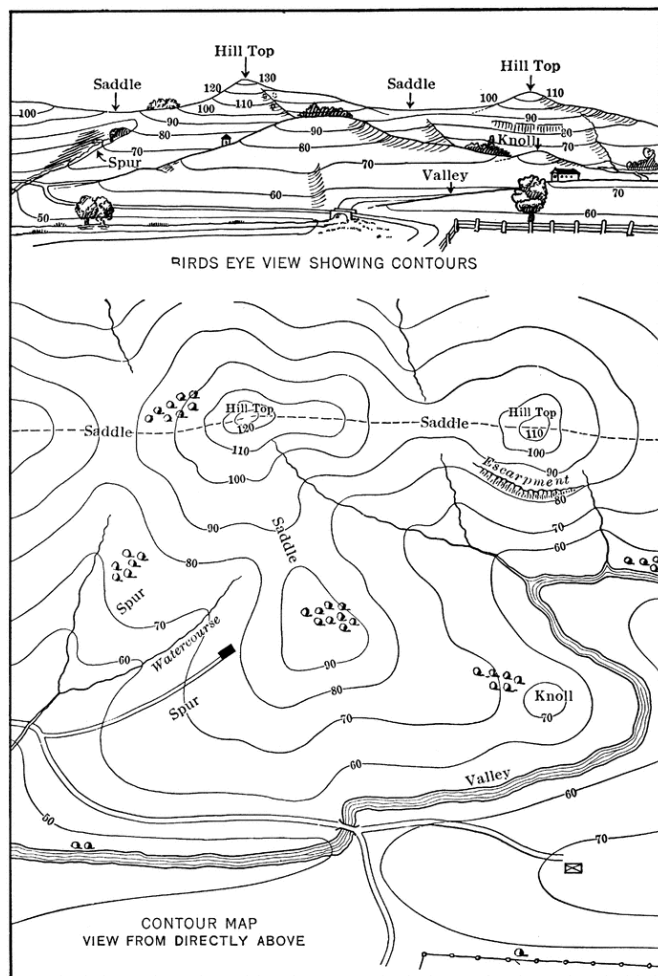 Hill Top
Hill Top
Saddle
120
130
Saddle
100
110
100
110
100
90
90
80
80
90
80
Knoll
70
Spur
70
70
Valley
60
70
50
60
BIRDS EYE VIEW SHOWING CONTOURS
Hill Top
Hill Top
Saddle
120
Saddle
110
110
100
100
90
Escarpment
80
90
Saddle
70
80
60
Spur
70
Watercourse
60
90
Spur
80
Knoll
70
70
60
Valley
60
50
70
CONTOUR MAP
VIEW FROM DIRECTLY ABOVE